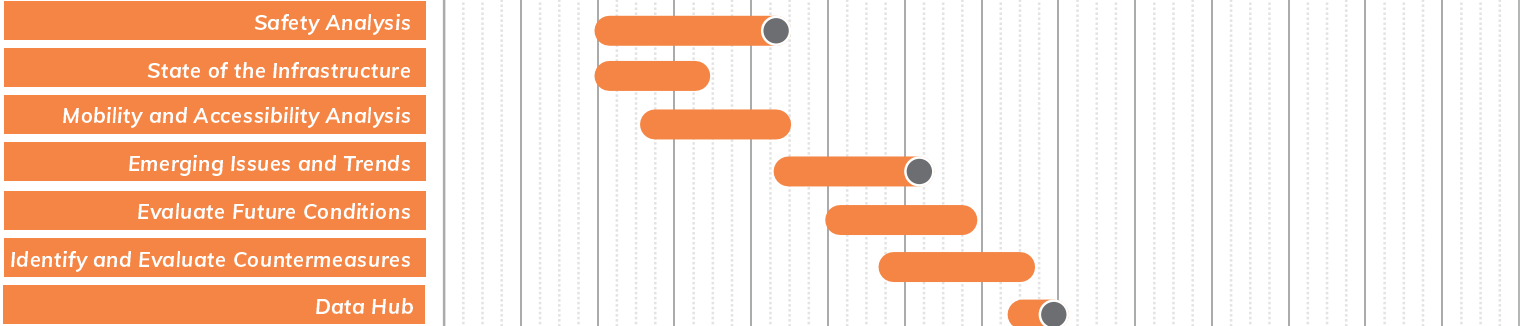 Safety Analysis
State of the Infrastructure
Mobility and Accessibility Analysis
Emerging Issues and Trends
Evaluate Future Conditions
Identify and Evaluate Countermeasures
Data Hub